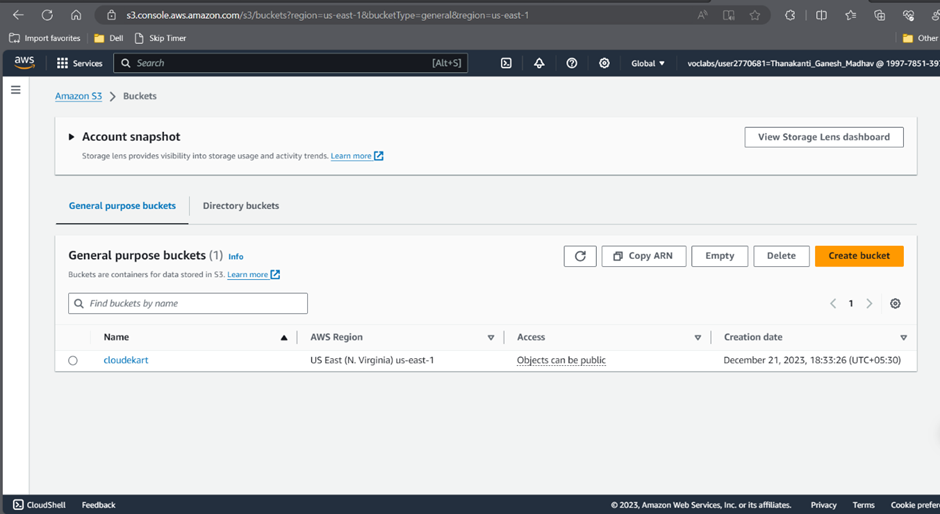 s3.console.aws.amazon.com/s3/buckets?region=us-east-1&bucketType=general&region=us-east-1
Import favorites Dell Skip Timer Other
aws Services Search [Alt+S] Global voclabs/user2770681=Thanakanti_Ganesh_Madhav @ 1997-7851-397
Amazon S3 > Buckets
Account snapshot View Storage Lens dashboard
Storage lens provides visibility into storage usage and activity trends. Learn more
General purpose buckets Directory buckets
General purpose buckets (1) Info Copy ARN Empty Delete Create bucket
Buckets are containers for data stored in S3. Learn more
Find buckets by name 1
Name AWS Region Access Creation date
cloudekart US East (N. Virginia) us-east-1 Objects can be public December 21, 2023, 18:33:26 (UTC+05:30)
CloudShell Feedback © 2023, Amazon Web Services, Inc. or its affiliates. Privacy Terms Cookie prefer